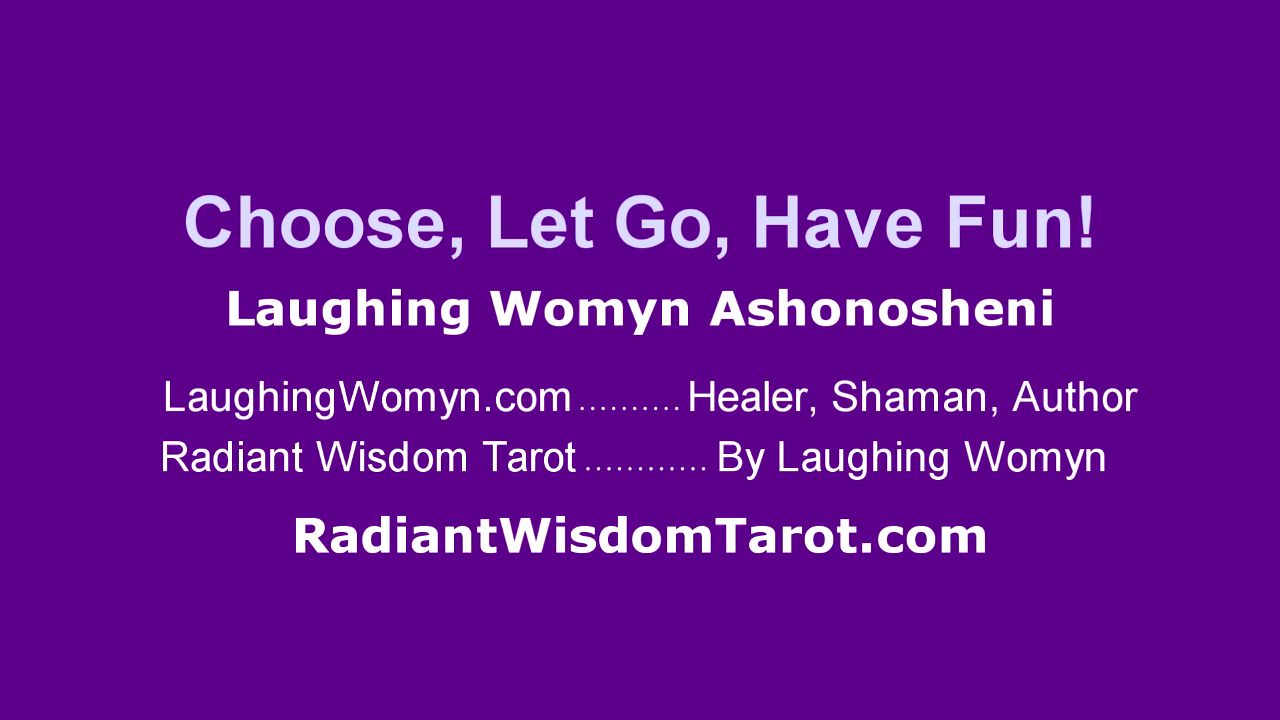 Choose, Let Go, Have Fun!
Laughing Womyn Ashonosheni
LaughingWomyn.com .......... Healer, Shaman, Author
Radiant Wisdom Tarot ............ By Laughing Womyn
RadiantWisdomTarot.com